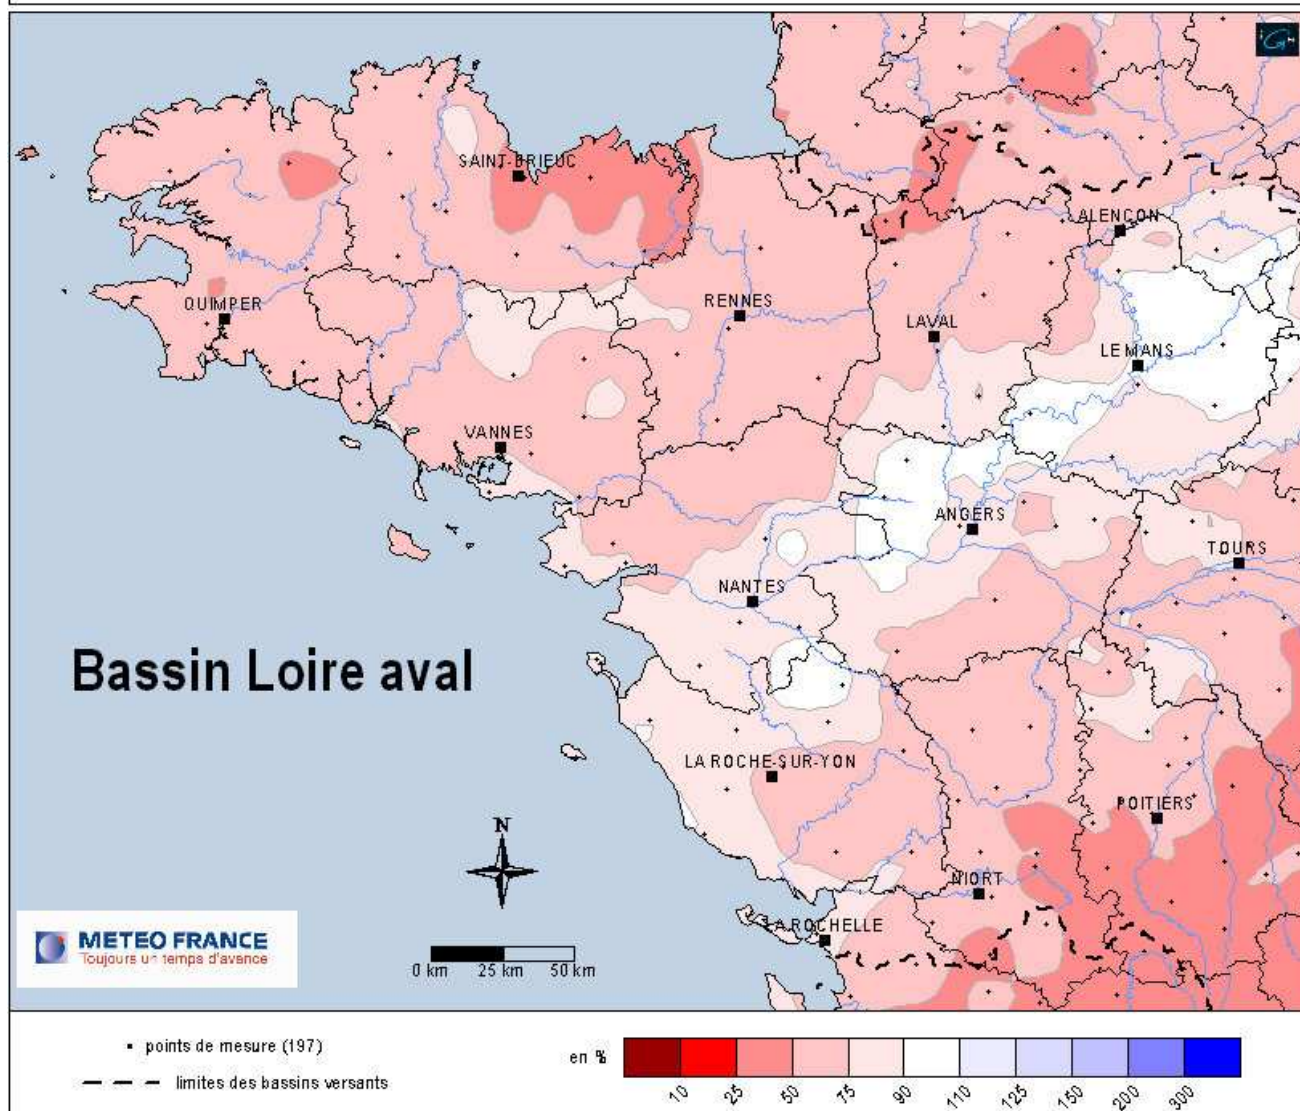 SAINT-BRIEUC
ALENÇON
QUIMPER
RENNES
LAVAL
LE MANS
VANNES
ANGERS
TOURS
NANTES
Bassin Loire aval
LA ROCHE-SUR-YON
POITIERS
N
NIORT
LA ROCHELLE
METEO FRANCE
Toujours un temps d'avance
0 km 25 km 50 km
points de mesure (197)
limites des bassins versants
en %
10 25 50 75 90 110 125 150 200 300